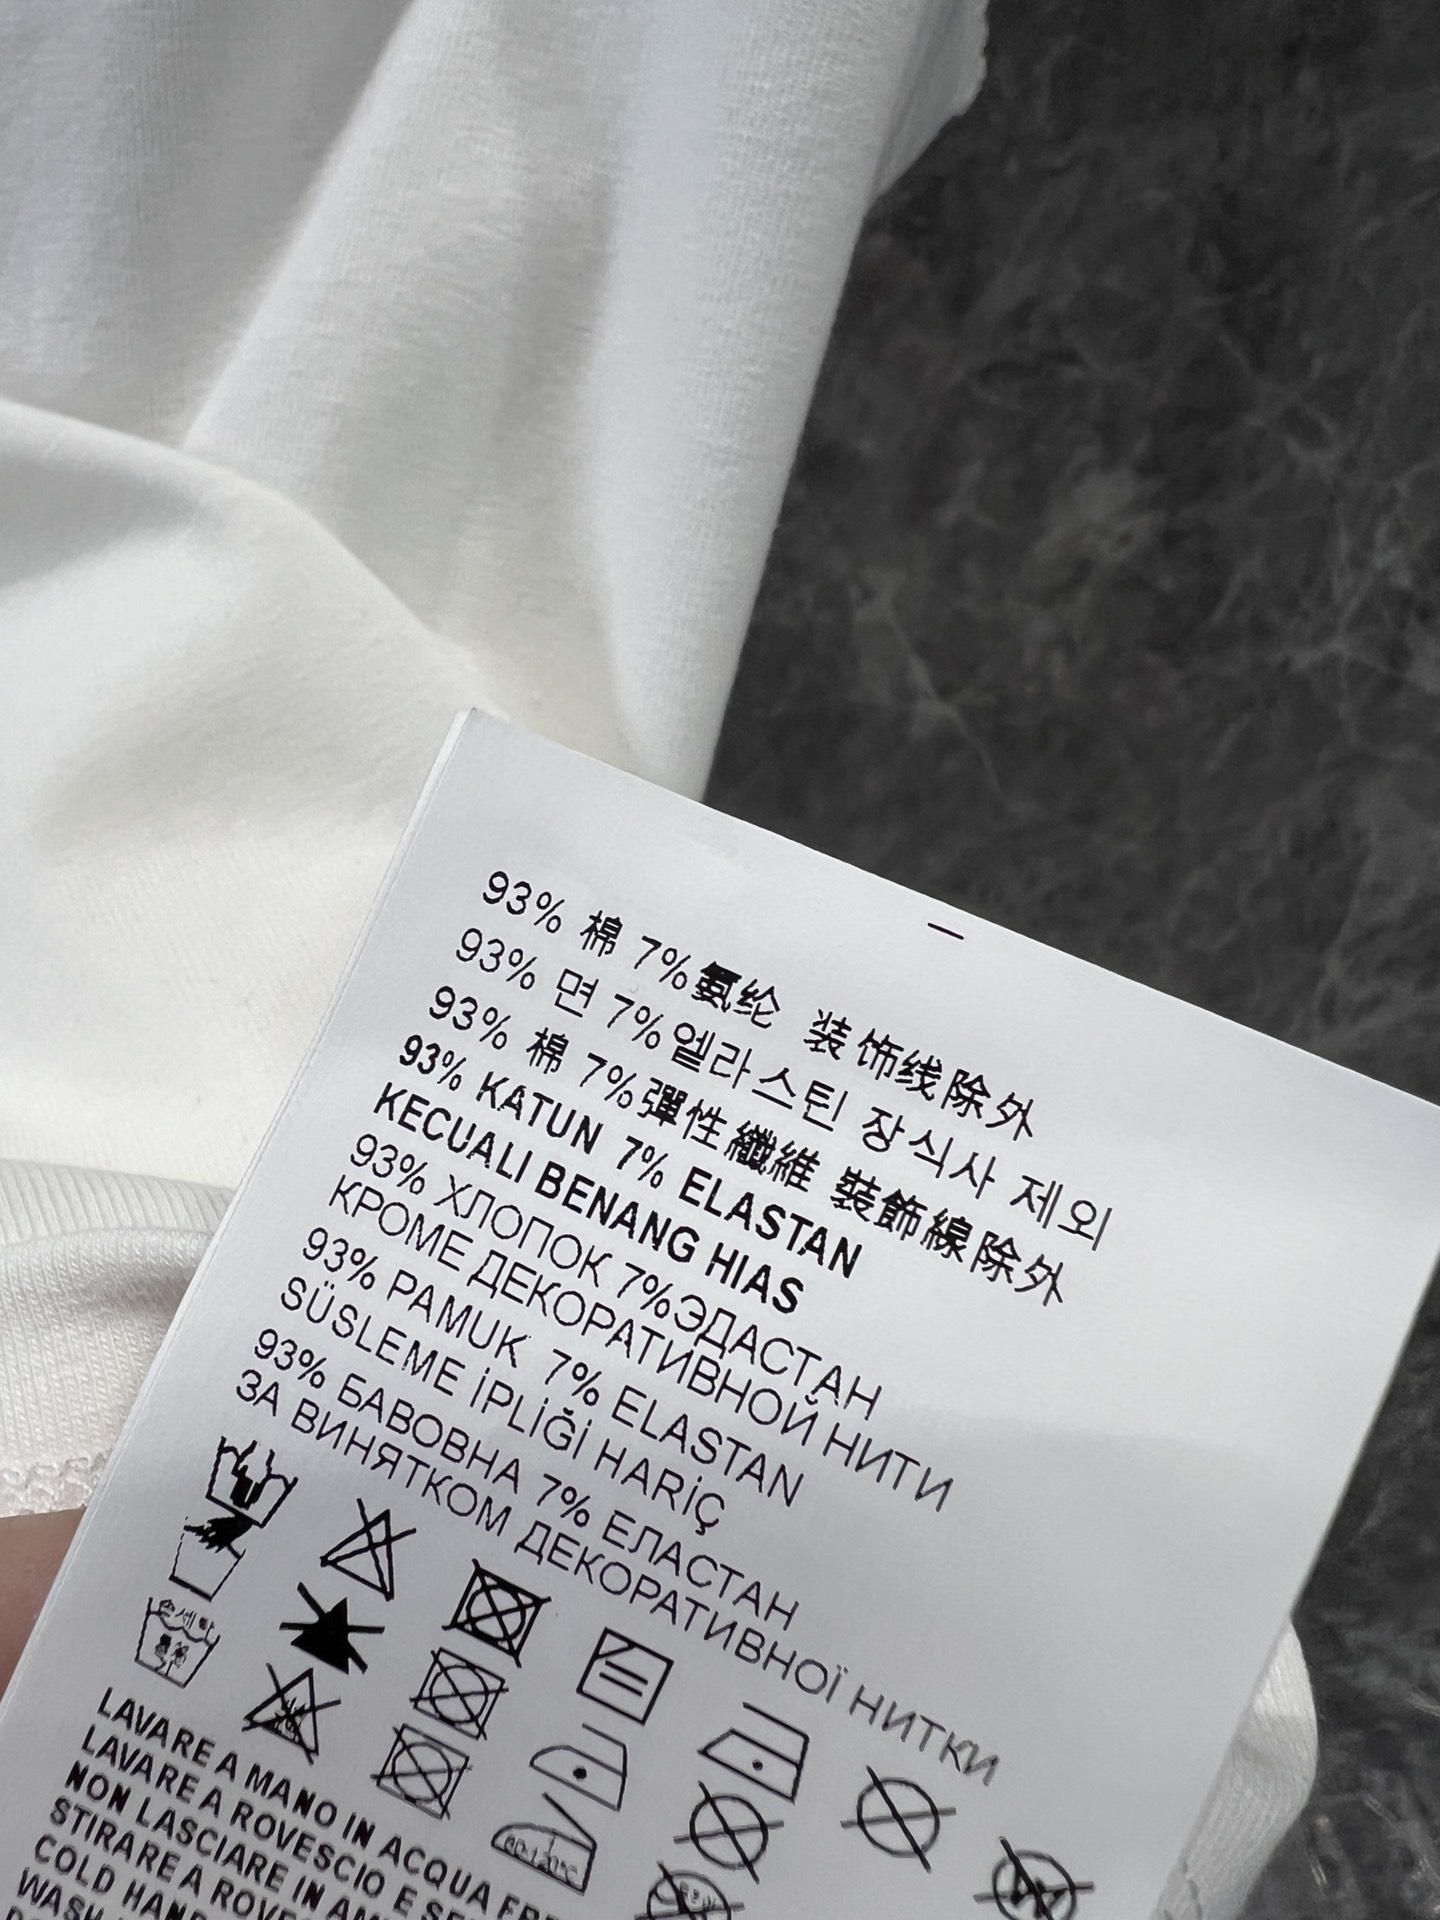 93% 棉 7%氨纶 装饰线除外
93% 면 7%엘라스틴 장식사 제외
93% 棉 7%彈性纖維 裝飾線除外
93% KATUN 7% ELASTAN
KECUALI BENANG HIAS
93% ХЛОПОК 7%ЭДАСТАН
КРОМЕ ДЕКОРАТИВНОЙ НИТИ
93% PAMUK 7% ELASTAN
SÜSLEME İPLİĞİ HARİÇ
93% БАВОВНА 7% ЕЛАСТАН
ЗА ВИНЯТКОМ ДЕКОРАТИВНОЇ НИТКИ
손세탁
LAVARE A MANO IN ACQUA
LAVARE A ROVESCIO E
NON LASCIARE IN
STIRARE A
COLD HAND
WASH